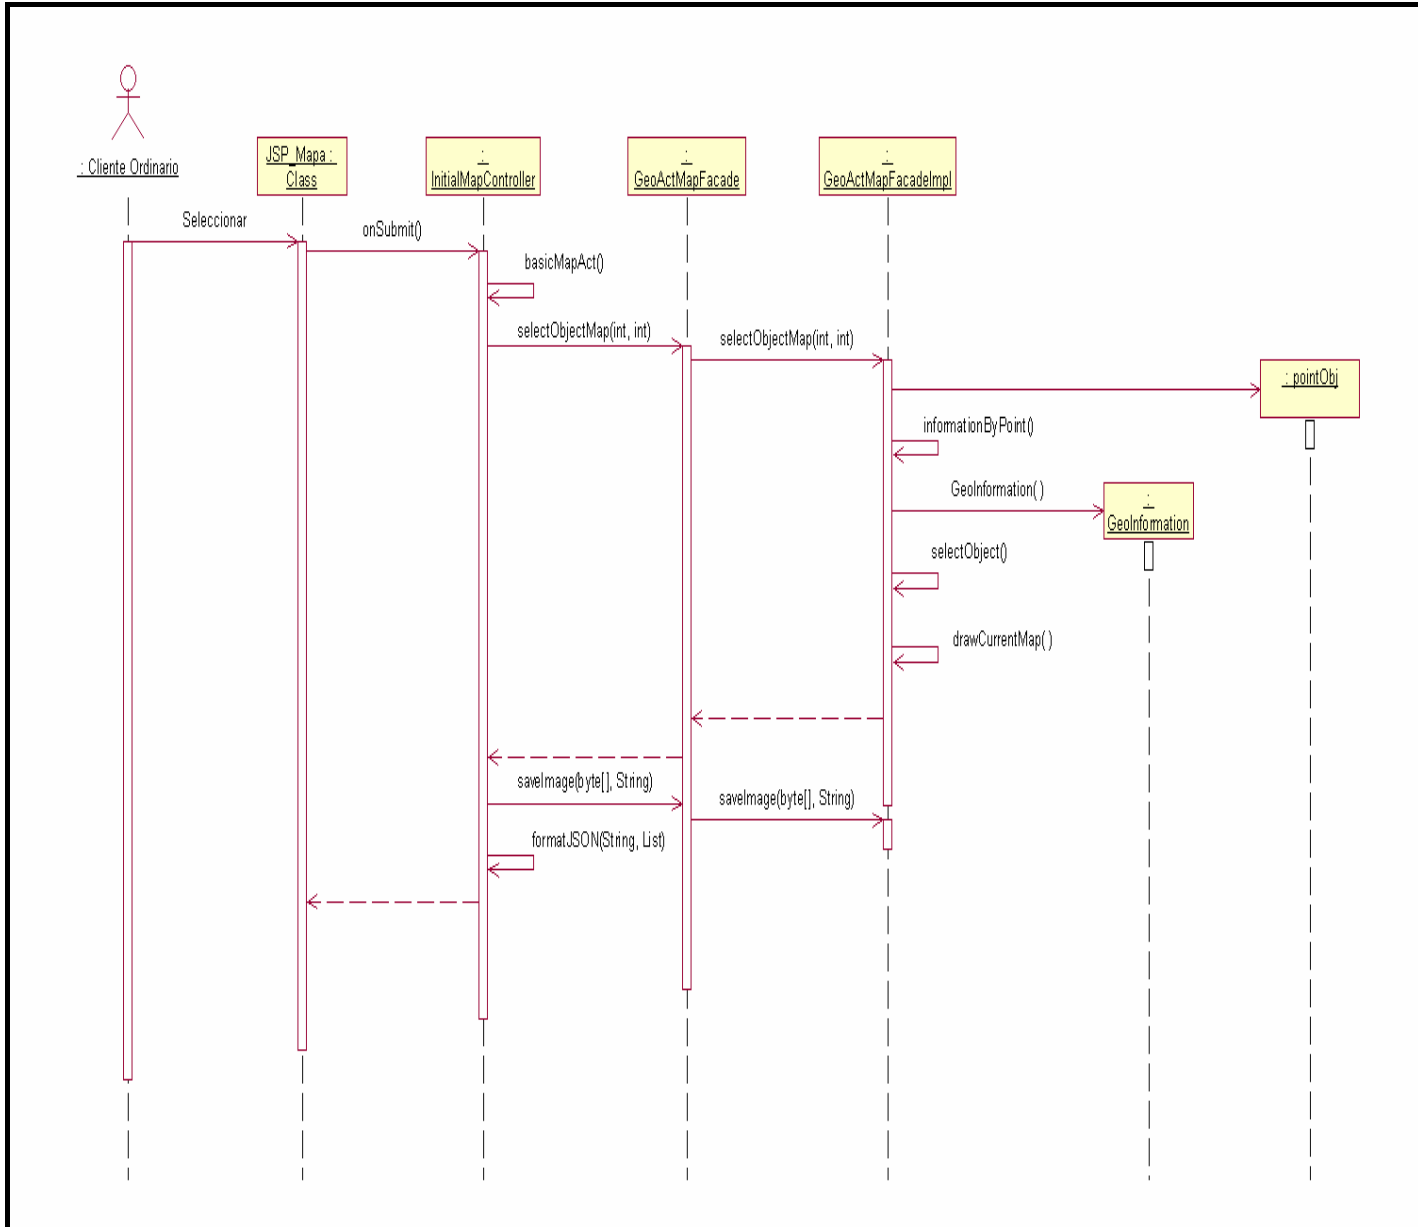 : Cliente Ordinario
JSP_Mapa :
Class
:
InitialMapController
:
GeoActMapFacade
:
GeoActMapFacadeImpl
Seleccionar
onSubmit()
basicMapAct()
selectObjectMap(int, int)
selectObjectMap(int, int)
: pointObj
informationByPoint()
GeoInformation( )
:
GeoInformation
selectObject()
drawCurrentMap( )
saveImage(byte[], String)
saveImage(byte[], String)
formatJSON(String, List)